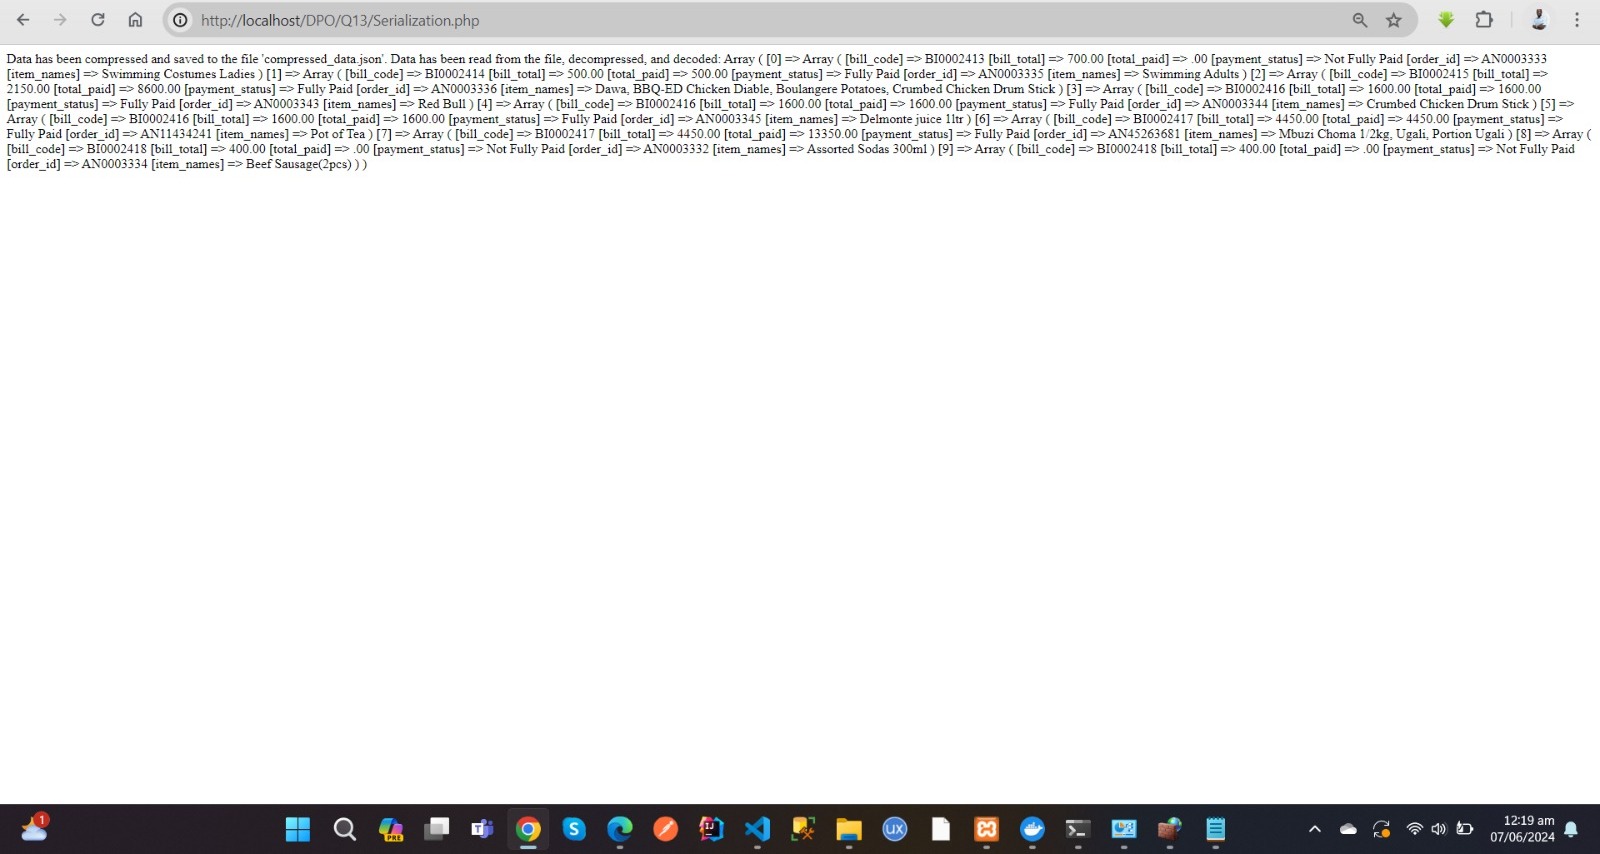 http://localhost/DPO/Q13/Serialization.php
Data has been compressed and saved to the file 'compressed_data.json'. Data has been read from the file, decompressed, and decoded: Array ( [0] => Array ( [bill_code] => BI0002413 [bill_total] => 700.00 [total_paid] => .00 [payment_status] => Not Fully Paid [order_id] => AN0003333
[item_names] => Swimming Costumes Ladies ) [1] => Array ( [bill_code] => BI0002414 [bill_total] => 500.00 [total_paid] => 500.00 [payment_status] => Fully Paid [order_id] => AN0003335 [item_names] => Swimming Adults ) [2] => Array ( [bill_code] => BI0002415 [bill_total] =>
2150.00 [total_paid] => 8600.00 [payment_status] => Fully Paid [order_id] => AN0003336 [item_names] => Dawa, BBQ-ED Chicken Diable, Boulangere Potatoes, Crumbed Chicken Drum Stick ) [3] => Array ( [bill_code] => BI0002416 [bill_total] => 1600.00 [total_paid] => 1600.00
[payment_status] => Fully Paid [order_id] => AN0003343 [item_names] => Red Bull ) [4] => Array ( [bill_code] => BI0002416 [bill_total] => 1600.00 [total_paid] => 1600.00 [payment_status] => Fully Paid [order_id] => AN0003344 [item_names] => Crumbed Chicken Drum Stick ) [5] =>
Array ( [bill_code] => BI0002416 [bill_total] => 1600.00 [total_paid] => 1600.00 [payment_status] => Fully Paid [order_id] => AN0003345 [item_names] => Delmonte juice 1ltr ) [6] => Array ( [bill_code] => BI0002417 [bill_total] => 4450.00 [total_paid] => 4450.00 [payment_status] =>
Fully Paid [order_id] => AN11434241 [item_names] => Pot of Tea ) [7] => Array ( [bill_code] => BI0002417 [bill_total] => 4450.00 [total_paid] => 13350.00 [payment_status] => Fully Paid [order_id] => AN45263681 [item_names] => Mbuzi Choma 1/2kg, Ugali, Portion Ugali ) [8] => Array (
[bill_code] => BI0002418 [bill_total] => 400.00 [total_paid] => .00 [payment_status] => Not Fully Paid [order_id] => AN0003332 [item_names] => Assorted Sodas 300ml ) [9] => Array ( [bill_code] => BI0002418 [bill_total] => 400.00 [total_paid] => .00 [payment_status] => Not Fully Paid
[order_id] => AN0003334 [item_names] => Beef Sausage(2pcs) ) )
1
PRE
UX
12:19 am
07/06/2024